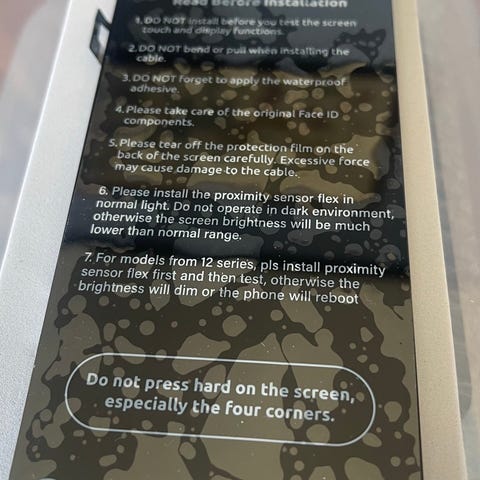 Read Before Installation
1. DO NOT install before you test the screen
touch and display functions.
2. DO NOT bend or pull when installing the
cable.
3. DO NOT forget to apply the waterproof
adhesive.
4. Please take care of the original Face ID
components.
5. Please tear off the protection film on the
back of the screen carefully. Excessive force
may cause damage to the cable.
6. Please install the proximity sensor flex in
normal light. Do not operate in dark environment,
otherwise the screen brightness will be much
lower than normal range.
7. For models from 12 series, pls install proximity
sensor flex first and then test, otherwise the
brightness will dim or the phone will reboot
Do not press hard on the screen,
especially the four corners.